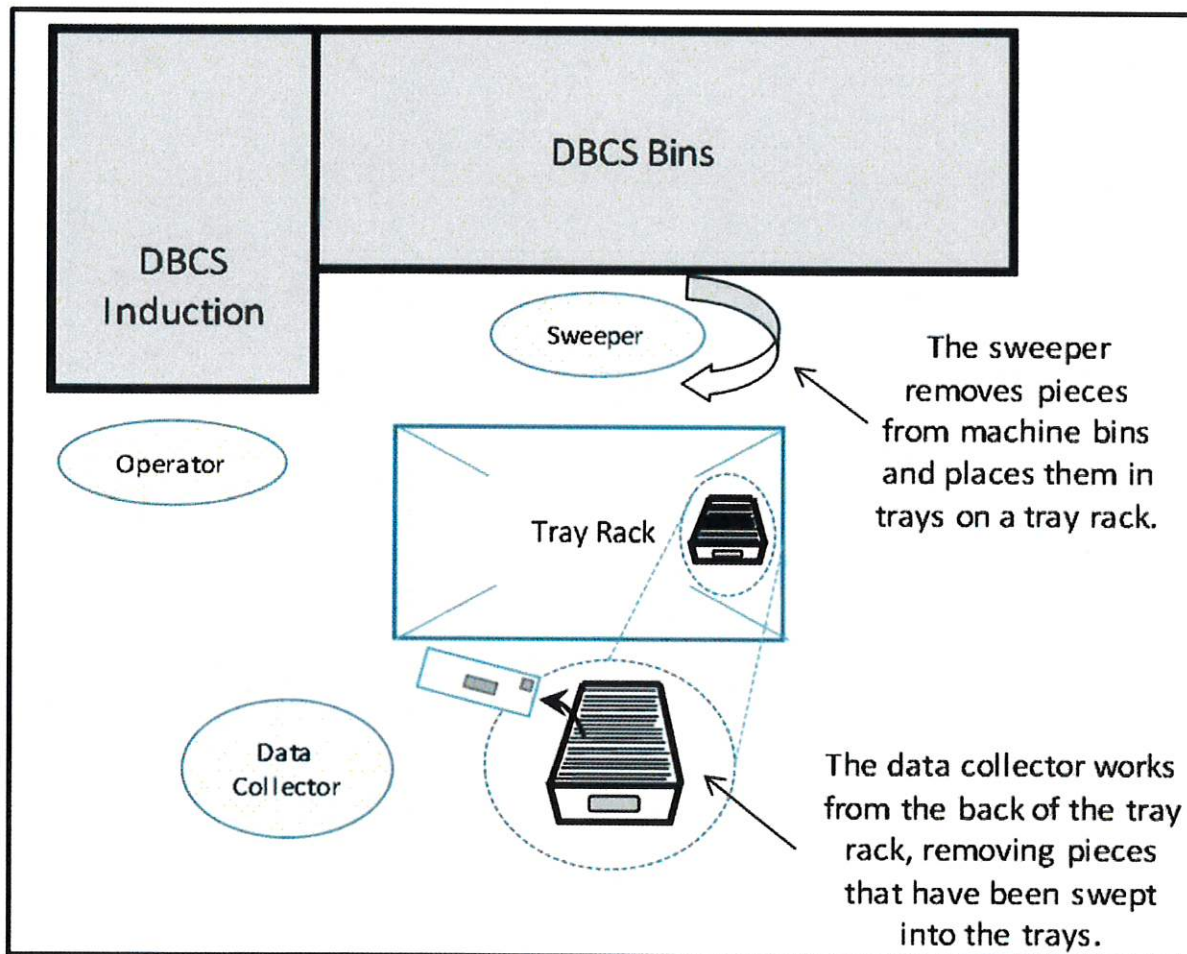 DBCS Bins
DBCS
Induction
Sweeper
The sweeper
removes pieces
from machine bins
and places them in
trays on a tray rack.
Operator
Tray Rack
Data
Collector
The data collector works
from the back of the tray
rack, removing pieces
that have been swept
into the trays.